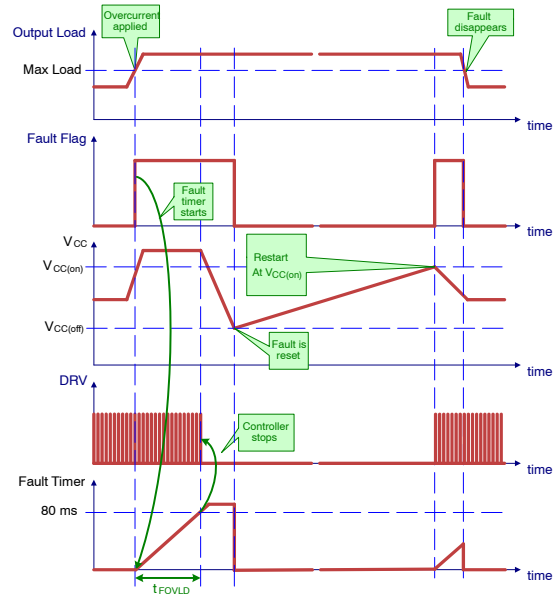 Overcurrent
applied
Fault
disappears
Output Load
Max Load
time
Fault Flag
Fault
timer
starts
time
VCC
VCC(on)
Restart
At VCC(on)
VCC(off)
Fault is
reset
time
DRV
Controller
stops
time
Fault Timer
80 ms
time
tFOVLD